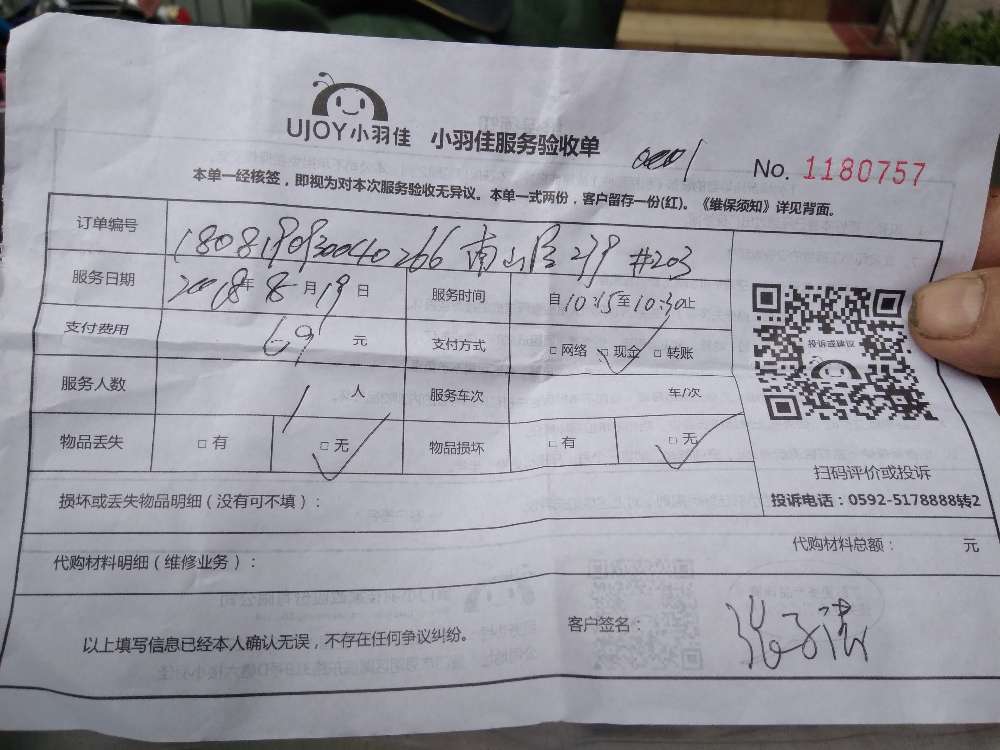 UJOY小羽佳 小羽佳服务验收单 0001 No. 1180757
本单一经核签，即视为对本次服务验收无异议。本单一式两份，客户留存一份(红)。《维保须知》详见背面。
订单编号 南山 #203
服务日期 2018年8月19日 服务时间 自10:15至10:30止
支付费用 69元 支付方式 □网络 □现金 □转账
服务人数 1人 服务车次 车/次
物品丢失 □有 □无 物品损坏 □有 □无
投诉或建议
扫码评价或投诉
投诉电话：0592-5178888转2
损坏或丢失物品明细（没有可不填）：
代购材料明细（维修业务）： 代购材料总额： 元
以上填写信息已经本人确认无误，不存在任何争议纠纷。 客户签名：